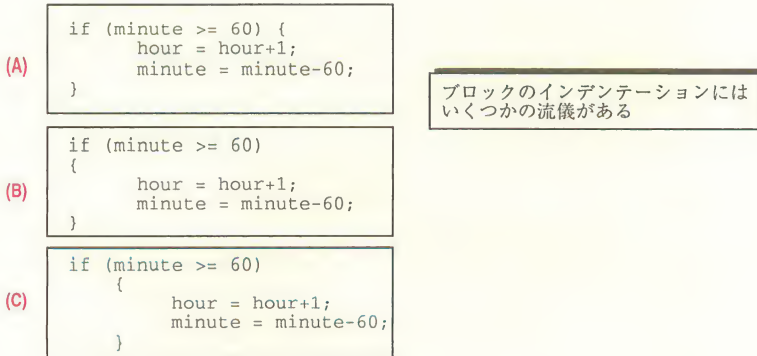 (A)
if (minute >= 60) {
hour = hour+1;
minute = minute-60;
}
(B)
if (minute >= 60)
{
hour = hour+1;
minute = minute-60;
}
(C)
if (minute >= 60)
{
hour = hour+1;
minute = minute-60;
}
ブロックのインデンテーションには
いくつかの流儀がある